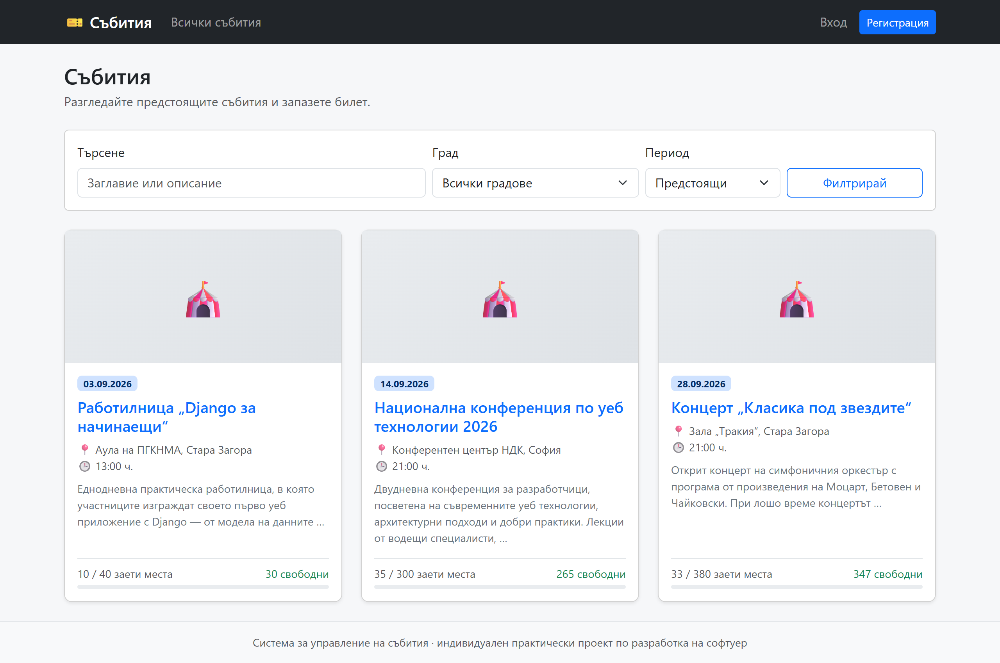 Събития
Всички събития
Вход
Регистрация
Събития
Разгледайте предстоящите събития и запазете билет.
Търсене
Град
Период
Заглавие или описание
Всички градове
Предстоящи
Филтрирай
03.09.2026
Работилница „Django за
начинаещи“
Аула на ПГКНМА, Стара Загора
13:00 ч.
Еднодневна практическа работилница, в която
участниците изграждат своето първо уеб
приложение с Django — от модела на данните …
10 / 40 заети места
30 свободни
14.09.2026
Национална конференция по уеб
технологии 2026
Конферентен център НДК, София
21:00 ч.
Двудневна конференция за разработчици,
посветена на съвременните уеб технологии,
архитектурни подходи и добри практики. Лекции
от водещи специалисти, …
35 / 300 заети места
265 свободни
28.09.2026
Концерт „Класика под звездите“
Зала „Тракия“, Стара Загора
21:00 ч.
Открит концерт на симфоничния оркестър с
програма от произведения на Моцарт, Бетовен и
Чайковски. При лошо време концертът …
33 / 380 заети места
347 свободни
Система за управление на събития · индивидуален практически проект по разработка на софтуер